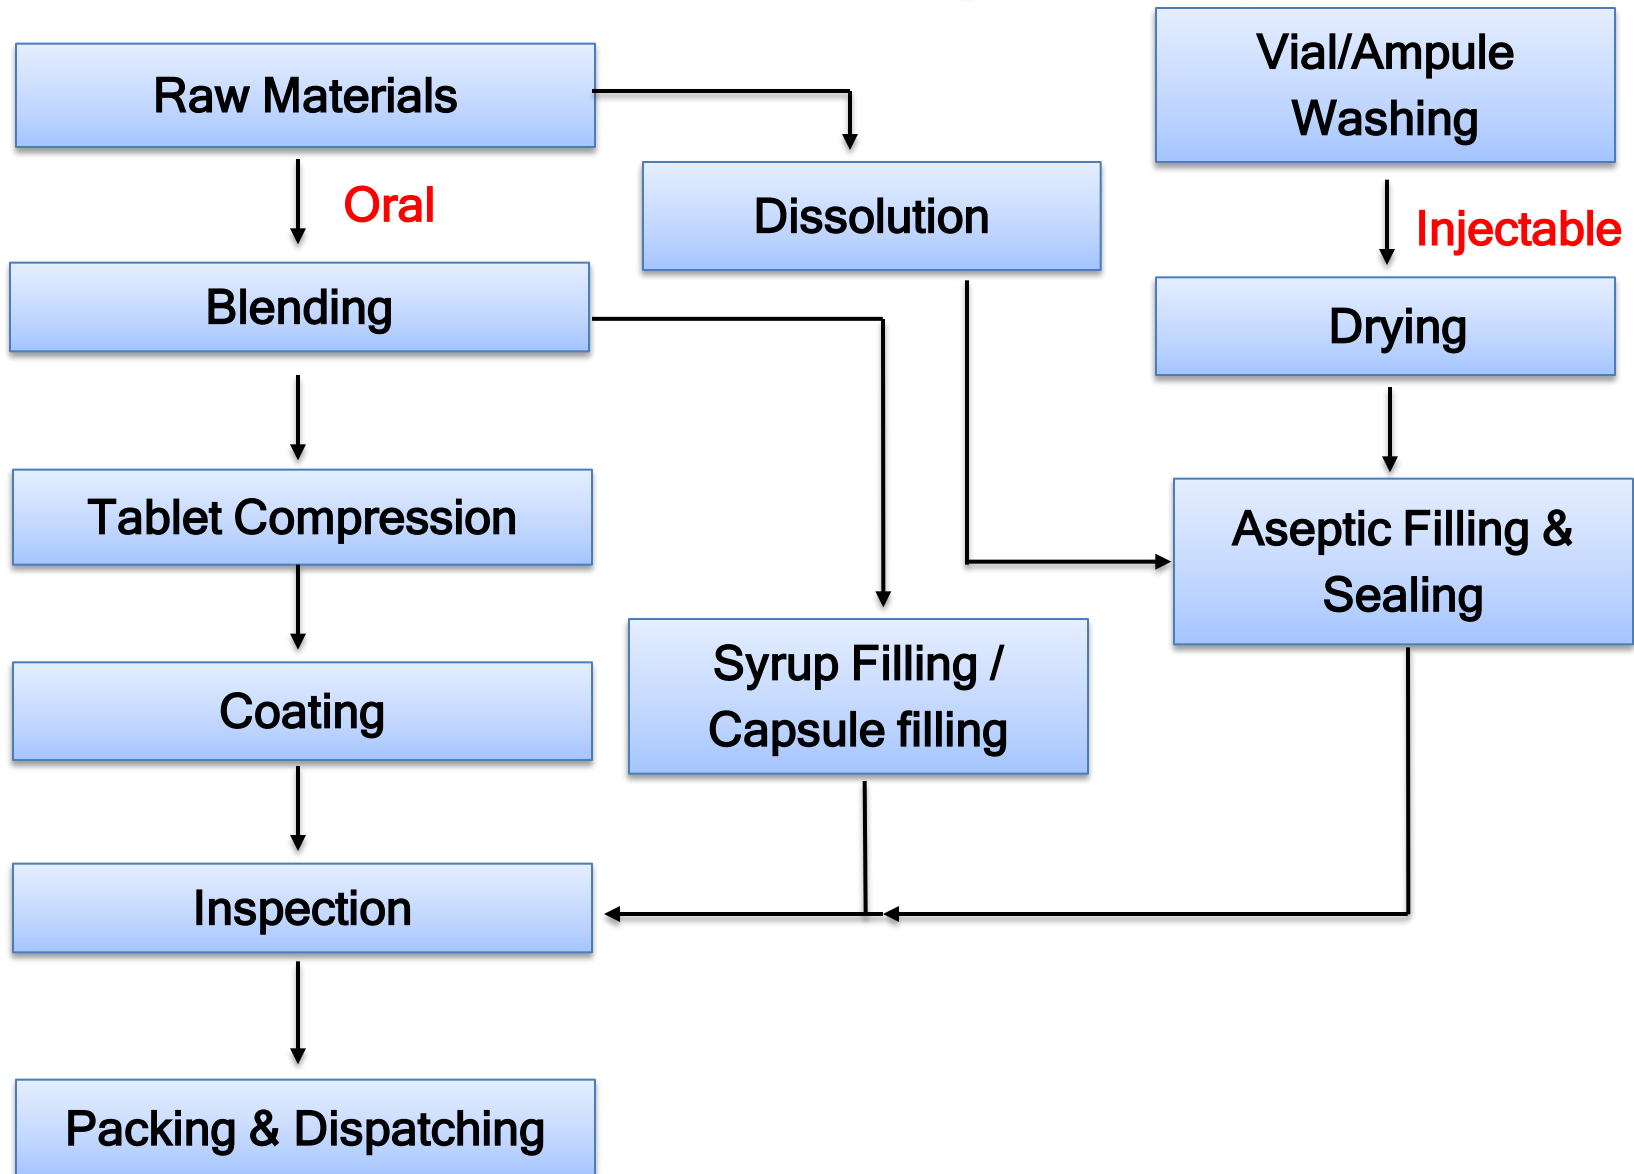 Raw Materials
Oral
Blending
Tablet Compression
Coating
Inspection
Packing & Dispatching
Dissolution
Syrup Filling /
Capsule filling
Vial/Ampule
Washing
Injectable
Drying
Aseptic Filling &
Sealing